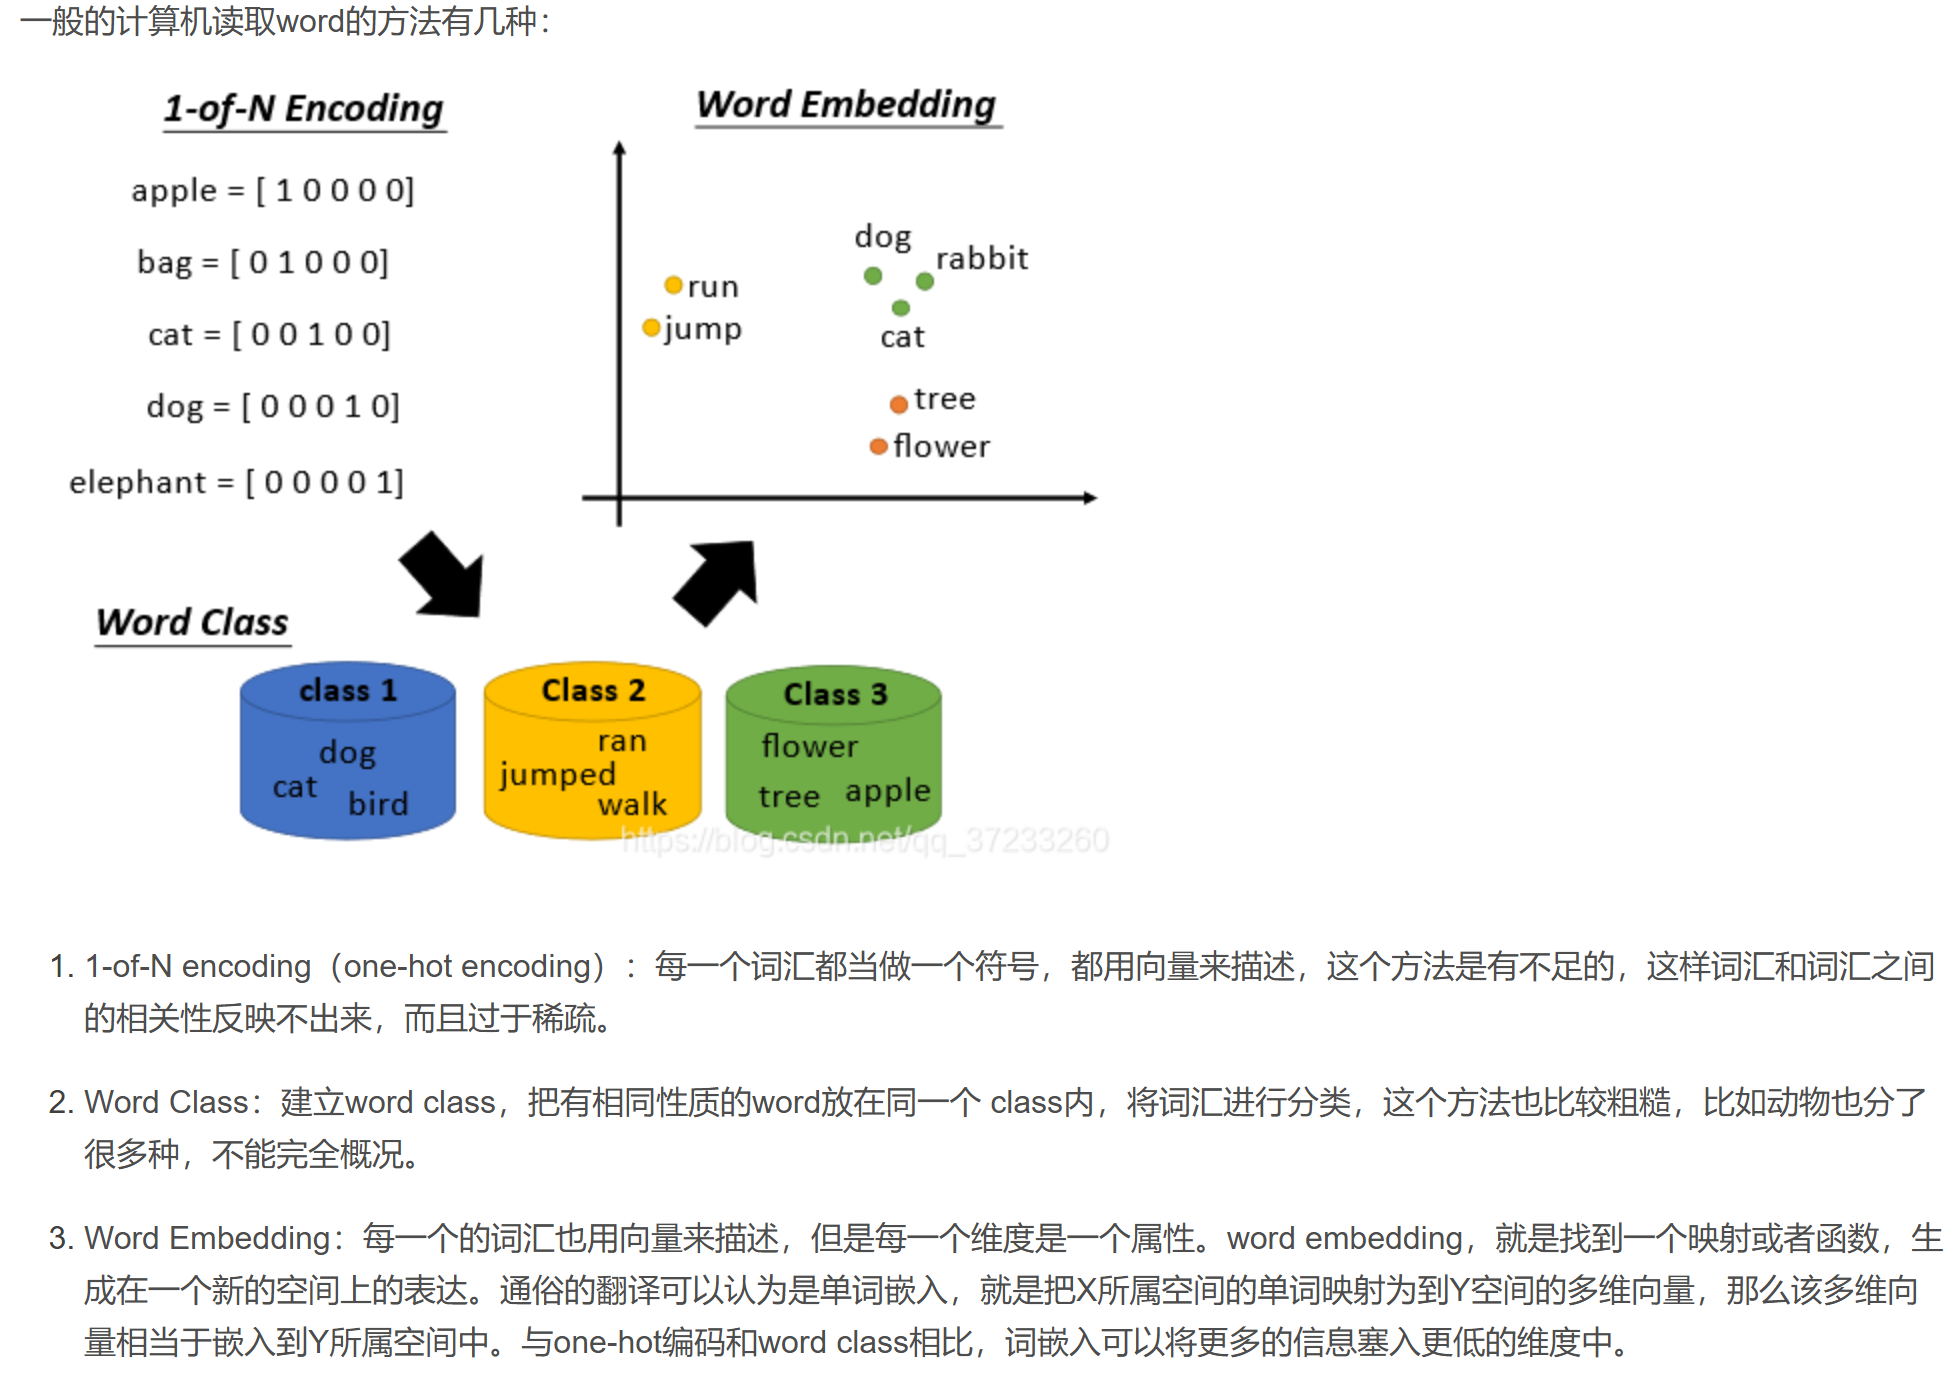 一般的计算机读取word的方法有几种：
1-of-N Encoding
apple = [ 1 0 0 0 0]
bag = [ 0 1 0 0 0]
cat = [ 0 0 1 0 0]
dog = [ 0 0 0 1 0]
elephant = [ 0 0 0 0 1]
Word Embedding
dog
rabbit
run
jump
cat
tree
flower
Word Class
class 1
dog
cat
bird
Class 2
ran
jumped
walk
Class 3
flower
tree
apple
https://blog.csdn.net/qq_37233260
1. 1-of-N encoding（one-hot encoding）：每一个词汇都当做一个符号，都用向量来描述，这个方法是有不足的，这样词汇和词汇之间
的相关性反映不出来，而且过于稀疏。
2. Word Class：建立word class，把有相同性质的word放在同一个 class内，将词汇进行分类，这个方法也比较粗糙，比如动物也分了
很多种，不能完全概况。
3. Word Embedding：每一个的词汇也用向量来描述，但是每一个维度是一个属性。word embedding，就是找到一个映射或者函数，生
成在一个新的空间上的表达。通俗的翻译可以认为是单词嵌入，就是把X所属空间的单词映射为到Y空间的多维向量，那么该多维向
量相当于嵌入到Y所属空间中。与one-hot编码和word class相比，词嵌入可以将更多的信息塞入更低的维度中。